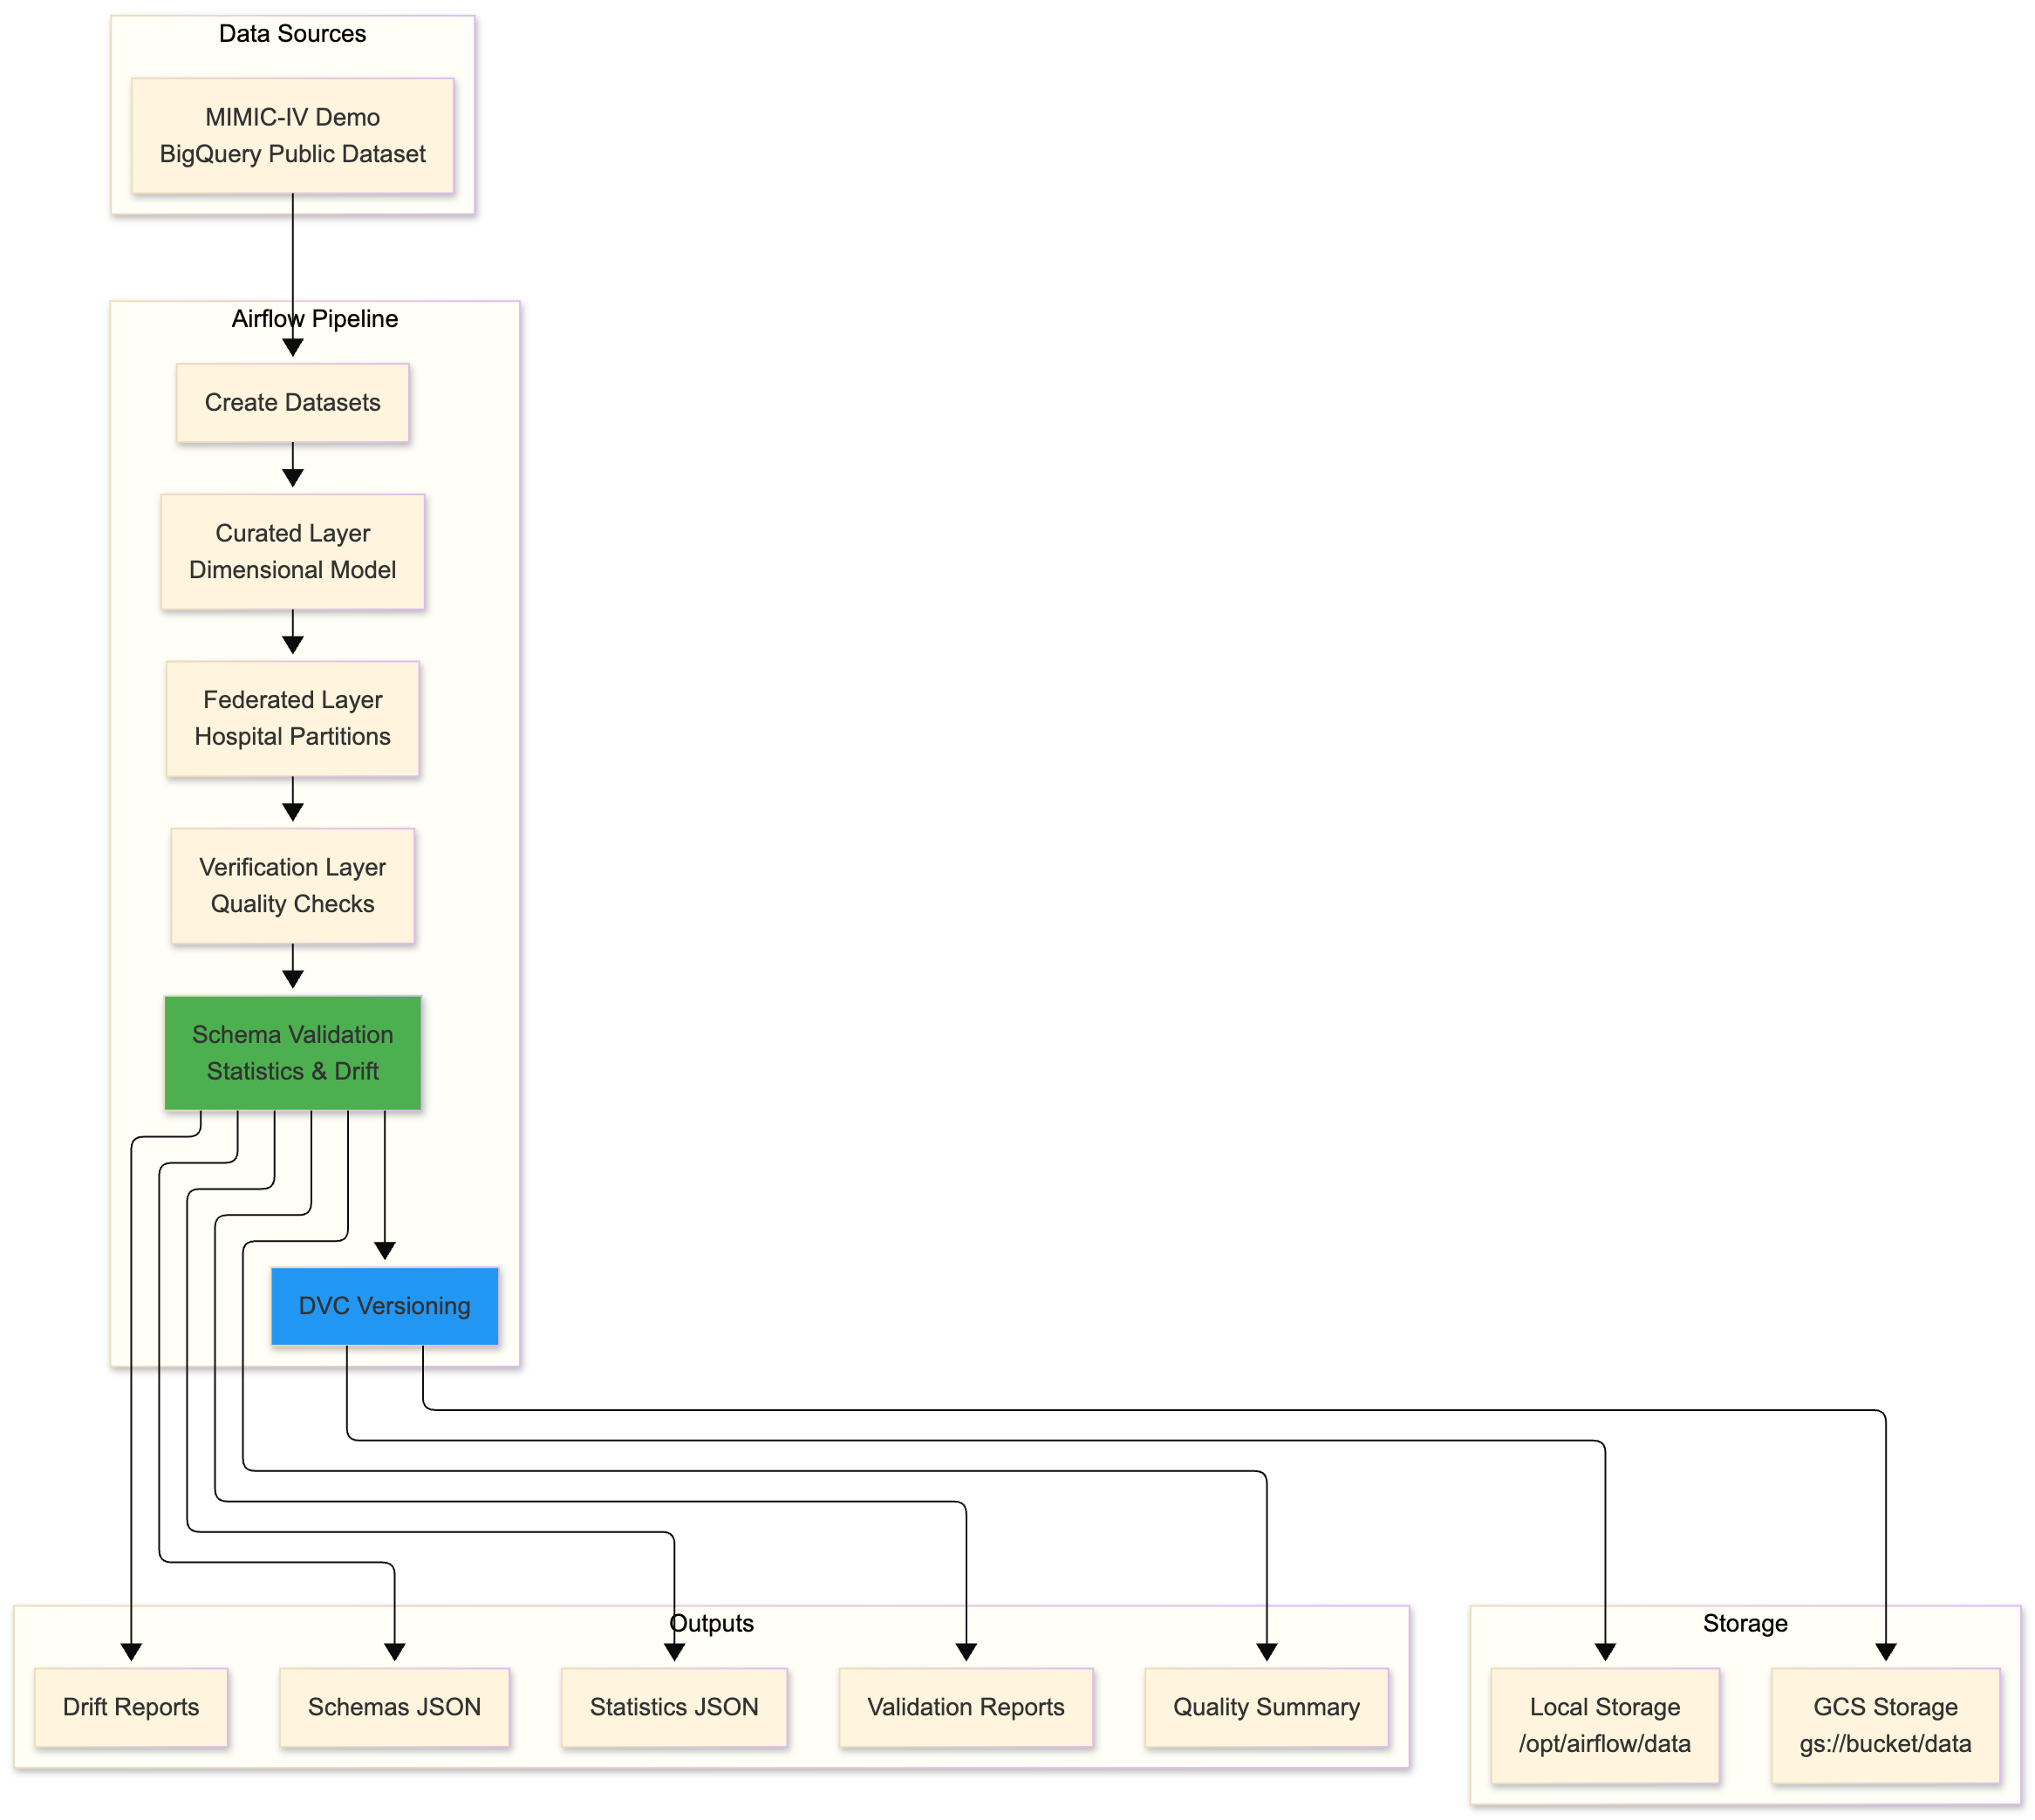 Data Sources
MIMIC-IV Demo
BigQuery Public Dataset
Airflow Pipeline
Create Datasets
Curated Layer
Dimensional Model
Federated Layer
Hospital Partitions
Verification Layer
Quality Checks
Schema Validation
Statistics & Drift
DVC Versioning
Outputs
Drift Reports
Schemas JSON
Statistics JSON
Validation Reports
Quality Summary
Storage
Local Storage
/opt/airflow/data
GCS Storage
gs://bucket/data